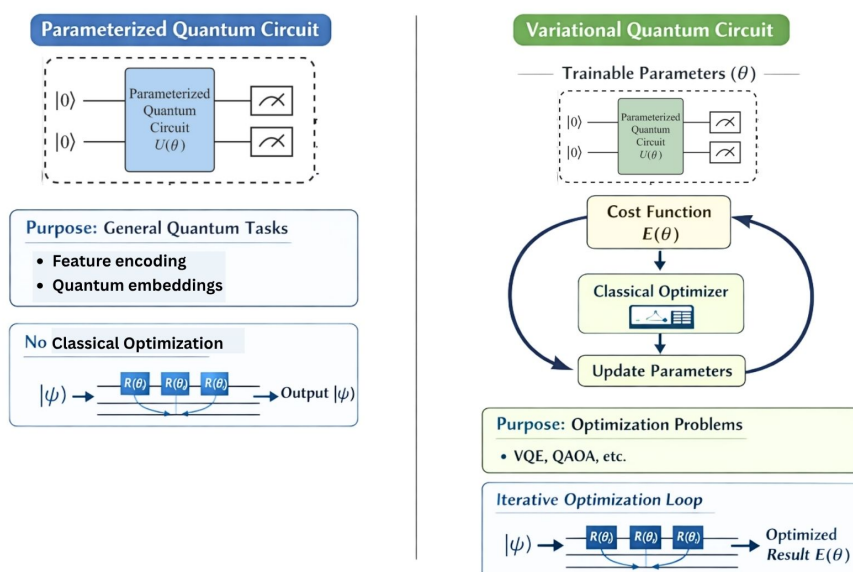 Parameterized Quantum Circuit
|0⟩
|0⟩
Parameterized
Quantum
Circuit
U(θ)
Purpose: General Quantum Tasks
• Feature encoding
• Quantum embeddings
No Classical Optimization
|ψ⟩
R(θ)
R(θ)
R(θ)
Output |ψ⟩
Variational Quantum Circuit
Trainable Parameters (θ)
|0⟩
|0⟩
Parameterized
Quantum
Circuit
U(θ)
Cost Function
E(θ)
Classical Optimizer
Update Parameters
Purpose: Optimization Problems
• VQE, QAOA, etc.
Iterative Optimization Loop
|ψ⟩
R(θ)
R(θ)
R(θ)
Optimized
Result E(θ)